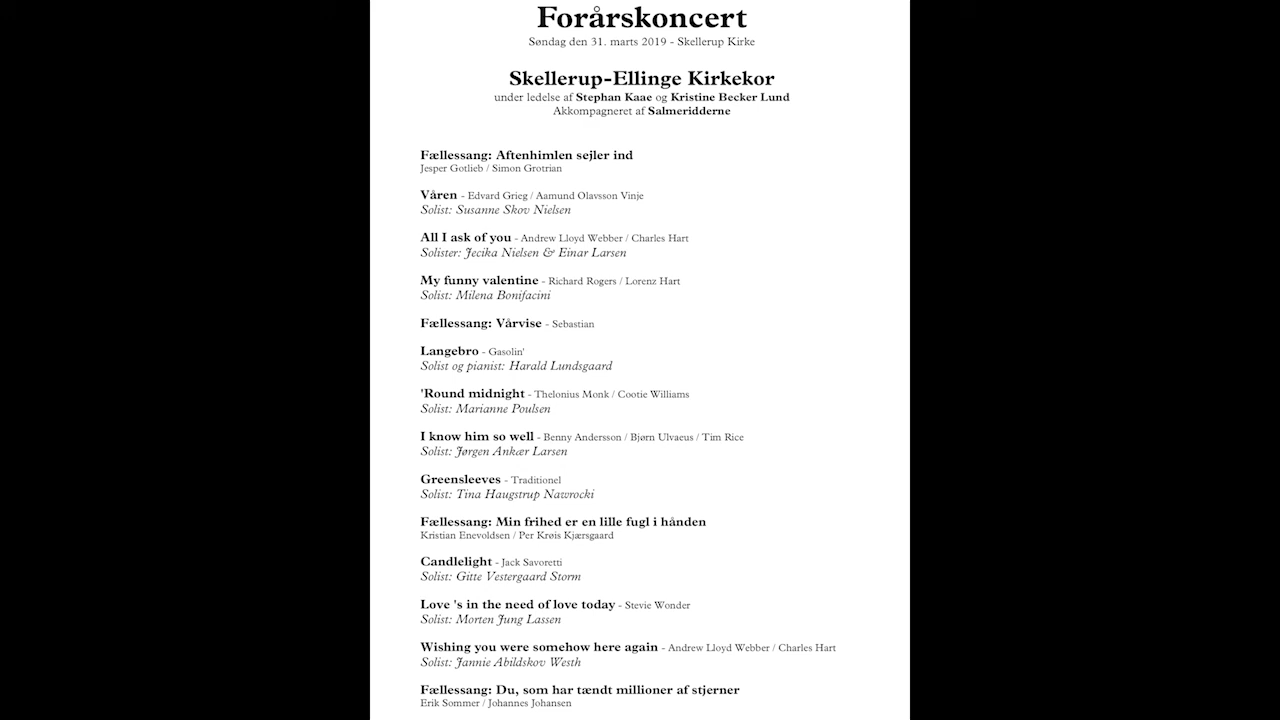 Forårskoncert
Søndag den 31. marts 2019 - Skellerup Kirke
Skellerup-Ellinge Kirkekor
under ledelse af Stephan Kaae og Kristine Becker Lund
Akkompagneret af Salmeridderne
Fællessang: Aftenhimlen sejler ind
Jesper Gotlieb / Simon Grotrian
Våren - Edvard Grieg / Aamund Olavsson Vinje
Solist: Susanne Skov Nielsen
All I ask of you - Andrew Lloyd Webber / Charles Hart
Solister: Jecika Nielsen & Einar Larsen
My funny valentine - Richard Rogers / Lorenz Hart
Solist: Milena Bonifacini
Fællessang: Vårvise - Sebastian
Langebro - Gasolin'
Solist og pianist: Harald Lundsgaard
'Round midnight - Thelonius Monk / Cootie Williams
Solist: Marianne Poulsen
I know him so well - Benny Andersson / Bjørn Ulvaeus / Tim Rice
Solist: Jørgen Ankær Larsen
Greensleeves - Traditionel
Solist: Tina Haugstrup Nawrocki
Fællessang: Min frihed er en lille fugl i hånden
Kristian Enevoldsen / Per Krøis Kjærsgaard
Candlelight - Jack Savoretti
Solist: Gitte Vestergaard Storm
Love 's in the need of love today - Stevie Wonder
Solist: Morten Jung Lassen
Wishing you were somehow here again - Andrew Lloyd Webber / Charles Hart
Solist: Jannie Abildskov Westh
Fællessang: Du, som har tændt millioner af stjerner
Erik Sommer / Johannes Johansen